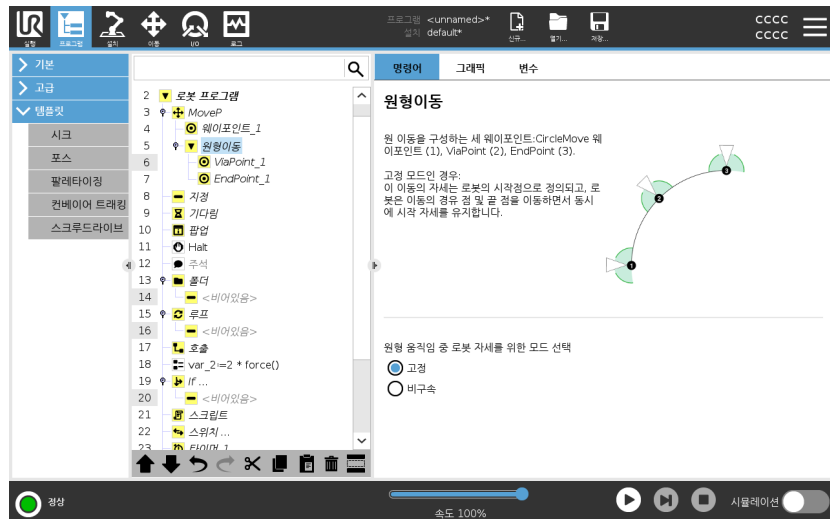 UR
실행
프로그램
설치
이동
I/O
로그
프로그램 <unnamed>*
설치 default*
신규...
열기...
저장...
cccc
cccc
기본
고급
템플릿
시크
포스
팔레타이징
컨베이어 트래킹
스크루드라이브
2 로봇 프로그램
3 MoveP
4 웨이포인트_1
5 원형이동
6 ViaPoint_1
7 EndPoint_1
8 지정
9 기다림
10 팝업
11 Halt
12 주석
13 폴더
14 <비어있음>
15 루프
16 <비어있음>
17 호출
18 var_2≔2 * force()
19 If ...
20 <비어있음>
21 스크립트
22 스위치 ...
23 타이머_1
명령어
그래픽
변수
원형이동
원 이동을 구성하는 세 웨이포인트:CircleMove 웨
이포인트 (1), ViaPoint (2), EndPoint (3).
고정 모드인 경우:
이 이동의 자세는 로봇의 시작점으로 정의되고, 로
봇은 이동의 경유 점 및 끝 점을 이동하면서 동시
에 시작 자세를 유지합니다.
3
2
1
원형 움직임 중 로봇 자세를 위한 모드 선택
고정
비구속
정상
속도 100%
시뮬레이션